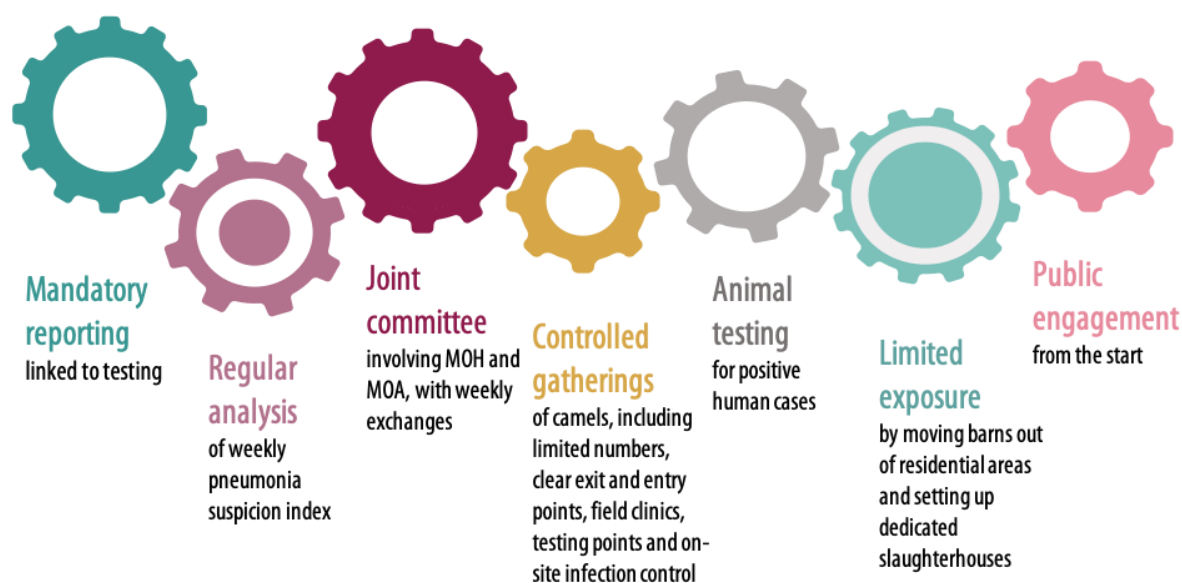 Mandatory
reporting
linked to testing
Regular
analysis
of weekly
pneumonia
suspicion index
Joint
committee
involving MOH and
MOA, with weekly
exchanges
Controlled
gatherings
of camels, including
limited numbers,
clear exit and entry
points, field clinics,
testing points and on-
site infection control
Animal
testing
for positive
human cases
Limited
exposure
by moving barns out
of residential areas
and setting up
dedicated
slaughterhouses
Public
engagement
from the start